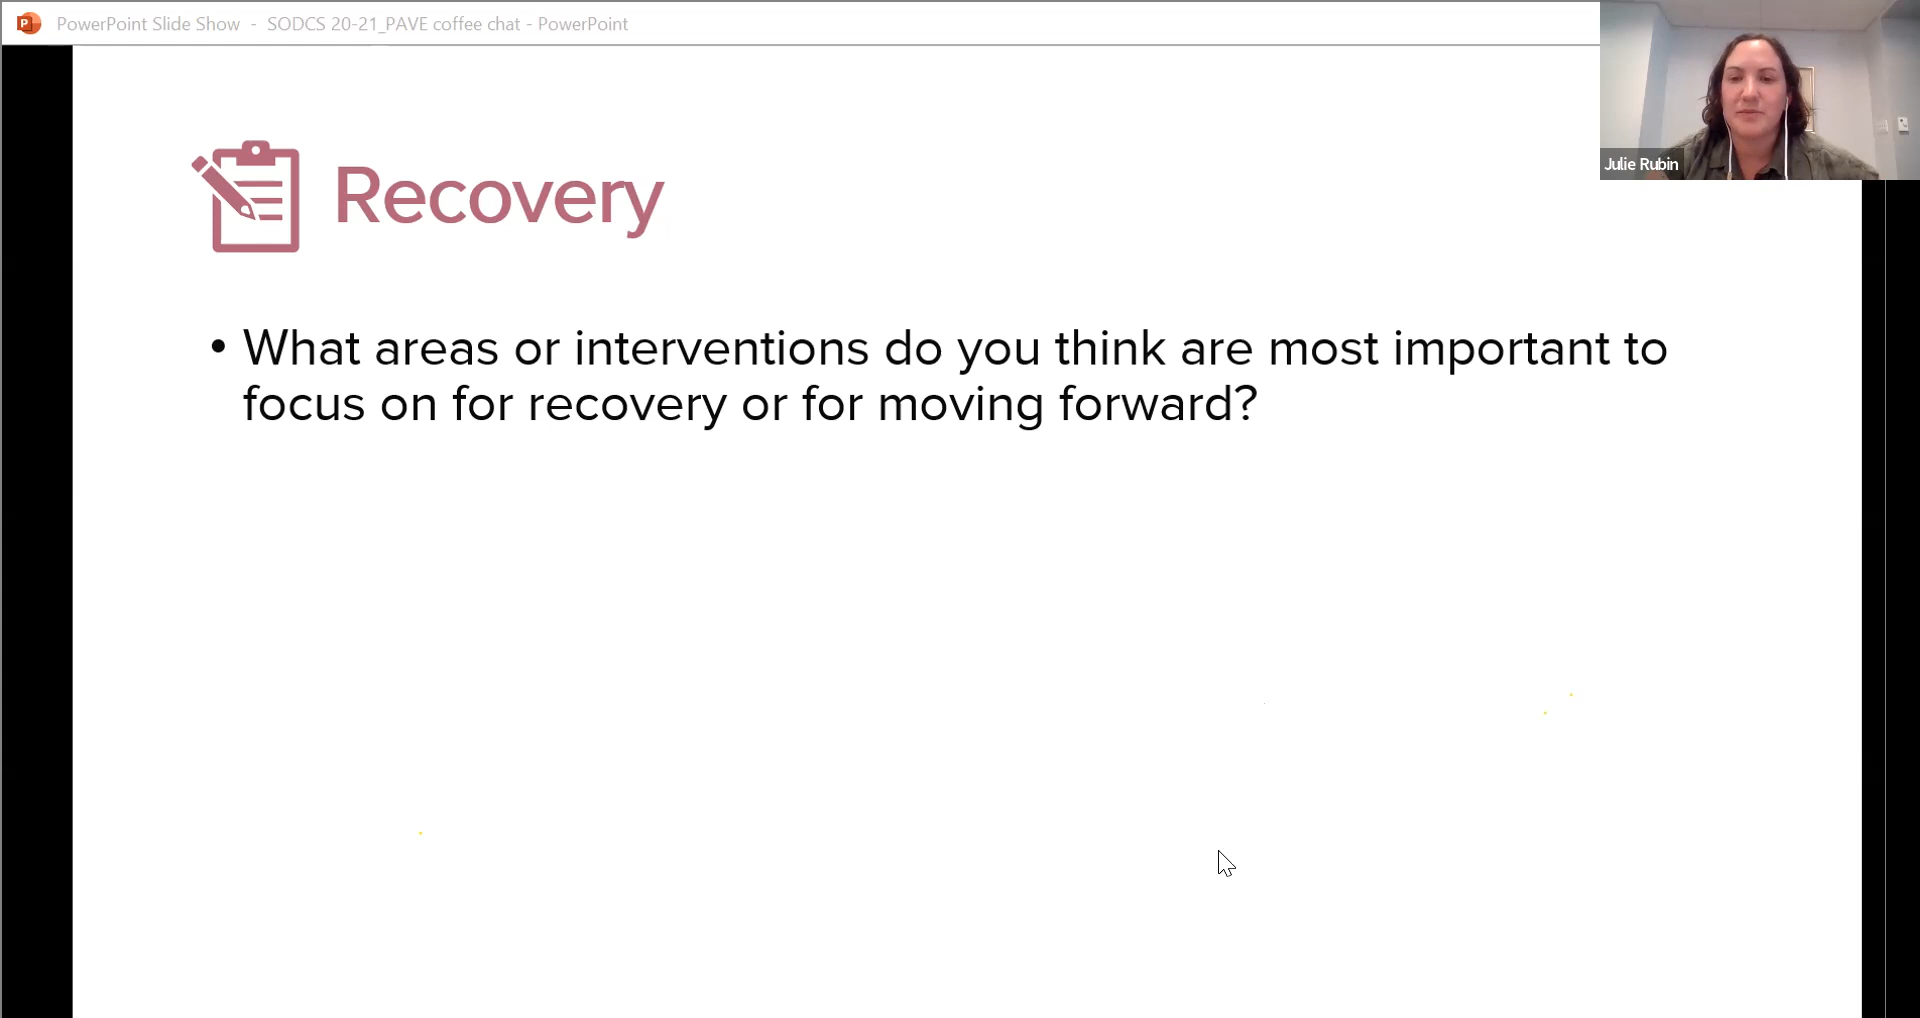 PowerPoint Slide Show - SODCS 20-21_PAVE coffee chat - PowerPoint
Julie Rubin
Recovery
• What areas or interventions do you think are most important to
focus on for recovery or for moving forward?